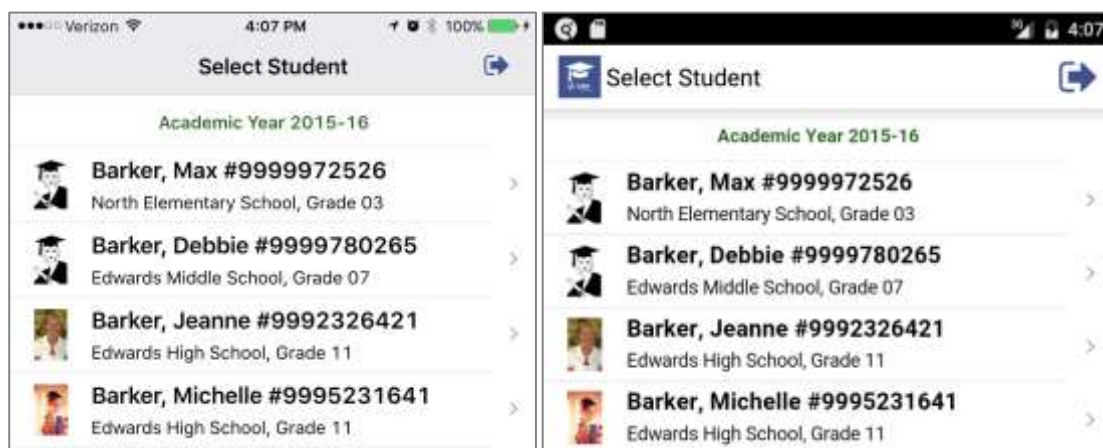 Verizon 4:07 PM 100%
Select Student
Academic Year 2015-16
Barker, Max #9999972526
North Elementary School, Grade 03
Barker, Debbie #9999780265
Edwards Middle School, Grade 07
Barker, Jeanne #9992326421
Edwards High School, Grade 11
Barker, Michelle #9995231641
Edwards High School, Grade 11
4:07
Select Student
Academic Year 2015-16
Barker, Max #9999972526
North Elementary School, Grade 03
Barker, Debbie #9999780265
Edwards Middle School, Grade 07
Barker, Jeanne #9992326421
Edwards High School, Grade 11
Barker, Michelle #9995231641
Edwards High School, Grade 11